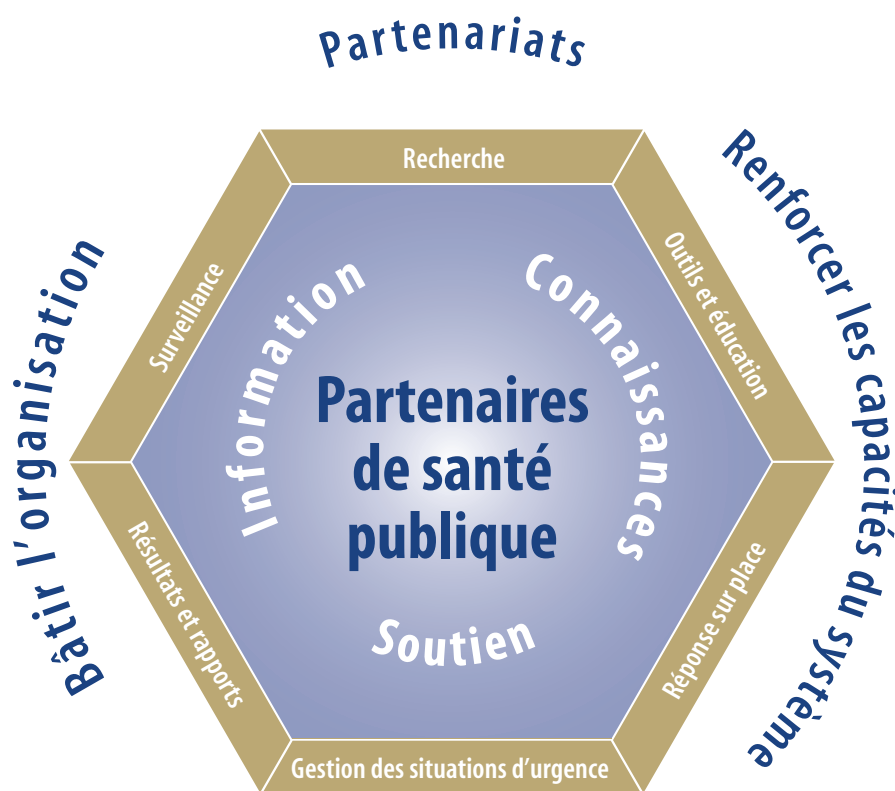 Partenariats
Recherche
Surveillance
Outils et éducation
Bâtir l'organisation
Renforcer les capacités du système
Information
Connaissances
Partenaires
de santé
publique
Soutien
Résultats et rapports
Réponse sur place
Gestion des situations d'urgence